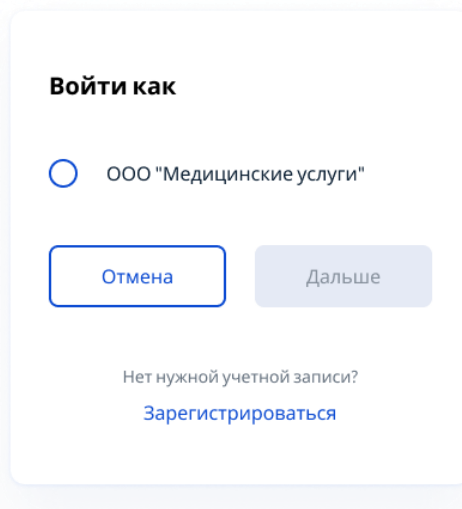 Войти как
ООО "Медицинские услуги"
Отмена
Дальше
Нет нужной учетной записи?
Зарегистрироваться